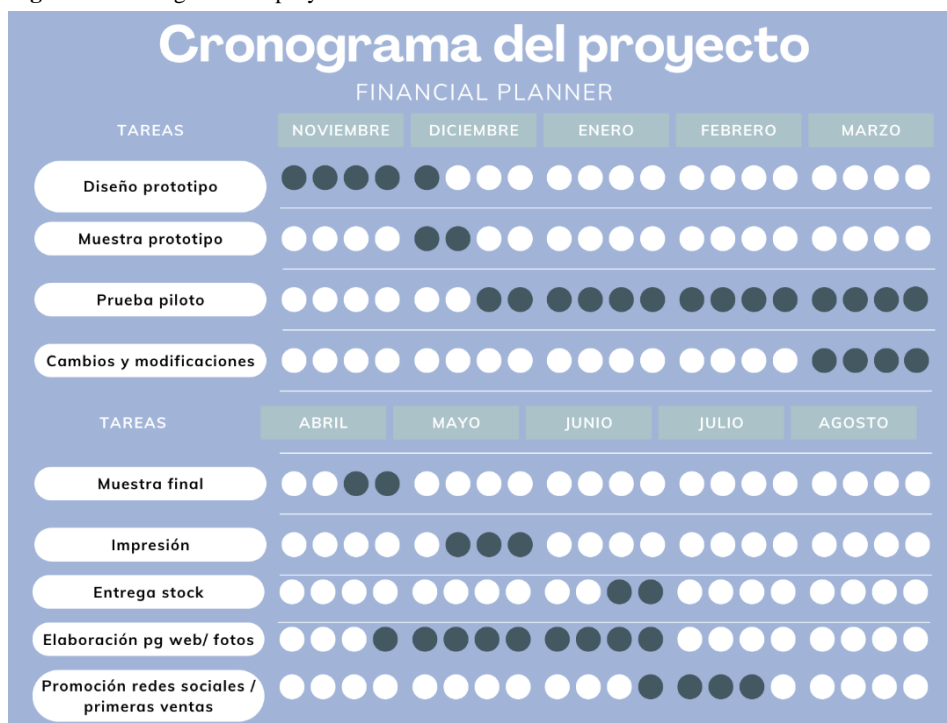 Cronograma del proyecto
FINANCIAL PLANNER
TAREAS NOVIEMBRE DICIEMBRE ENERO FEBRERO MARZO
Diseño prototipo
Muestra prototipo
Prueba piloto
Cambios y modificaciones
TAREAS ABRIL MAYO JUNIO JULIO AGOSTO
Muestra final
Impresión
Entrega stock
Elaboración pg web/ fotos
Promoción redes sociales /
primeras ventas